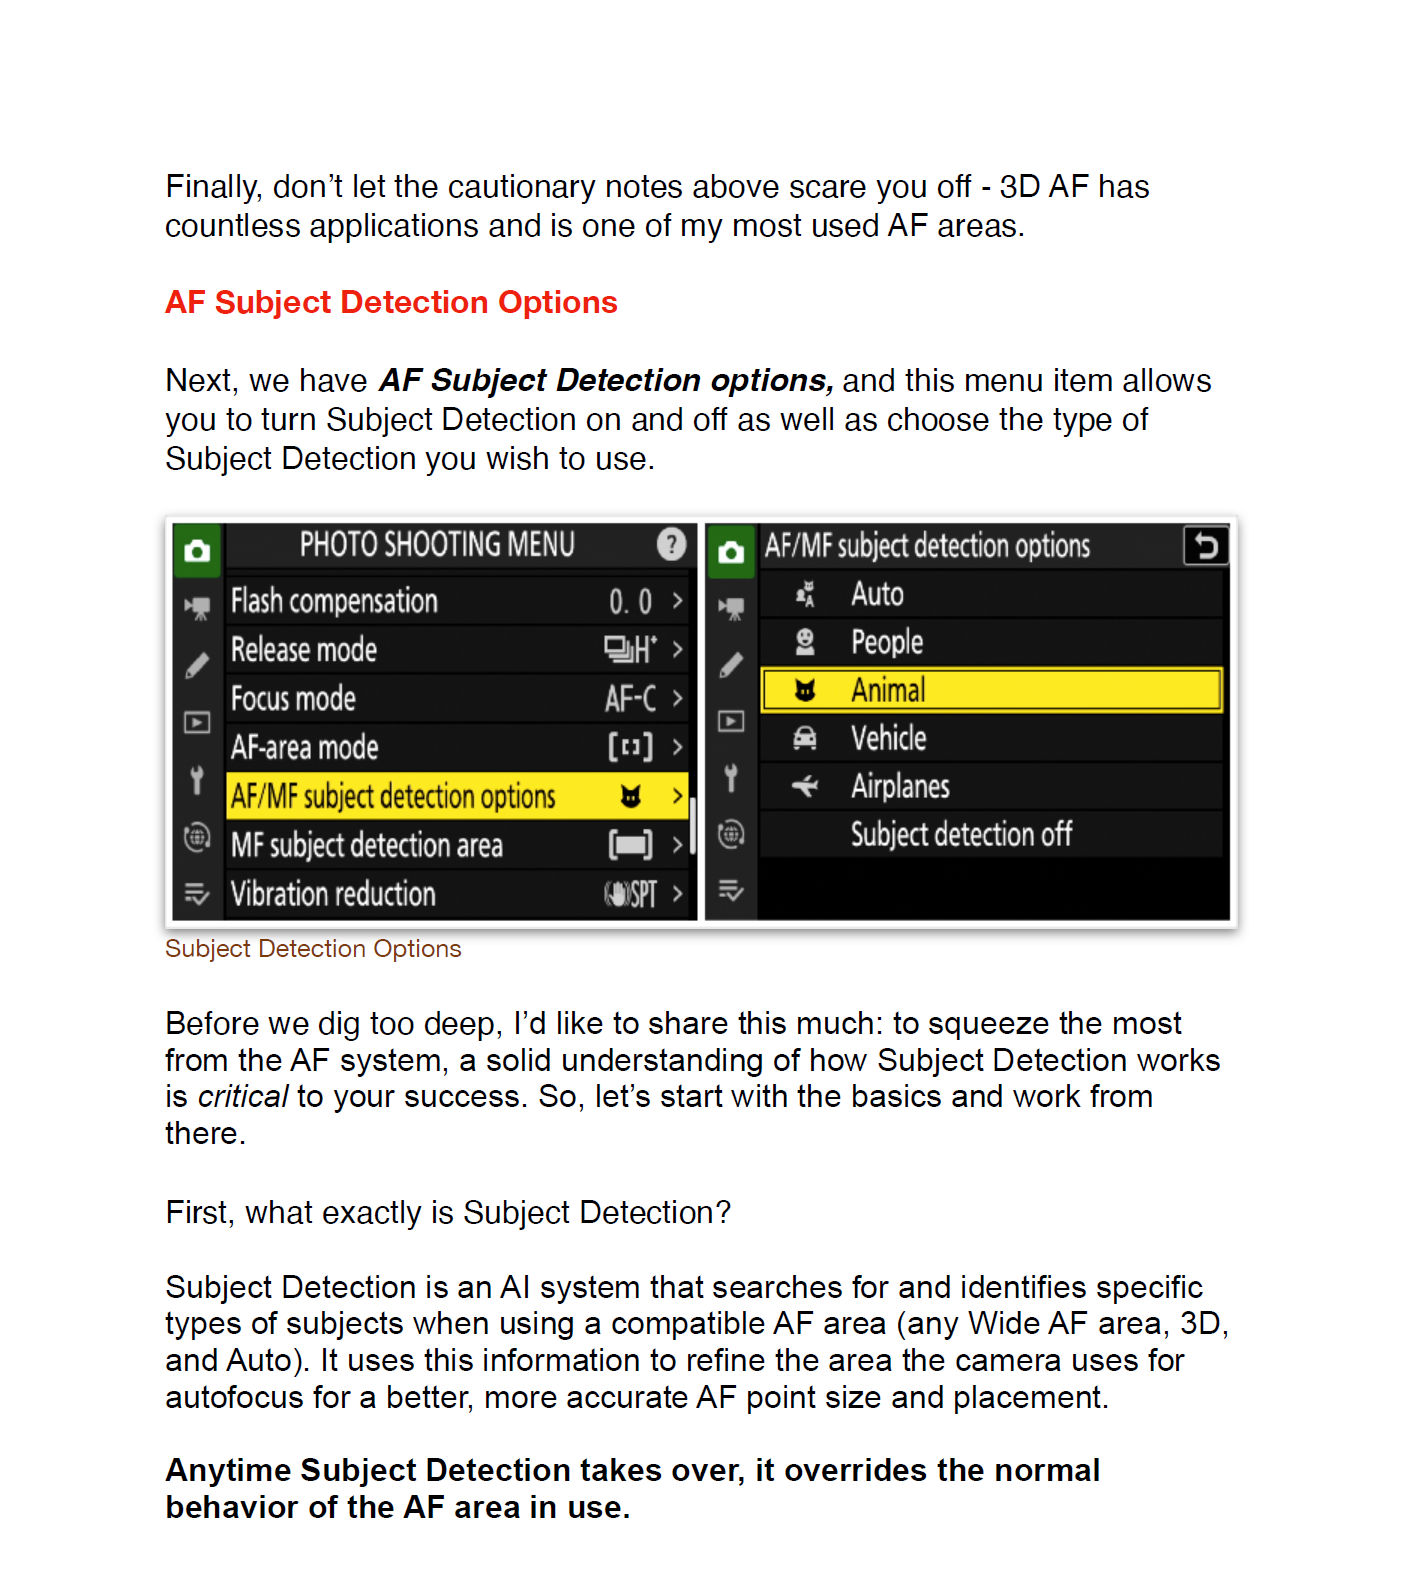 Finally, don’t let the cautionary notes above scare you off - 3D AF has
countless applications and is one of my most used AF areas.
AF Subject Detection Options
Next, we have AF Subject Detection options, and this menu item allows
you to turn Subject Detection on and off as well as choose the type of
Subject Detection you wish to use.
PHOTO SHOOTING MENU ?
Flash compensation 0. 0 >
Release mode H+ >
Focus mode AF-C >
AF-area mode >
AF/MF subject detection options >
MF subject detection area >
Vibration reduction SPT >
AF/MF subject detection options
A Auto
People
Animal
Vehicle
Airplanes
Subject detection off
Subject Detection Options
Before we dig too deep, I’d like to share this much: to squeeze the most
from the AF system, a solid understanding of how Subject Detection works
is critical to your success. So, let’s start with the basics and work from
there.
First, what exactly is Subject Detection?
Subject Detection is an AI system that searches for and identifies specific
types of subjects when using a compatible AF area (any Wide AF area, 3D,
and Auto). It uses this information to refine the area the camera uses for
autofocus for a better, more accurate AF point size and placement.
Anytime Subject Detection takes over, it overrides the normal
behavior of the AF area in use.